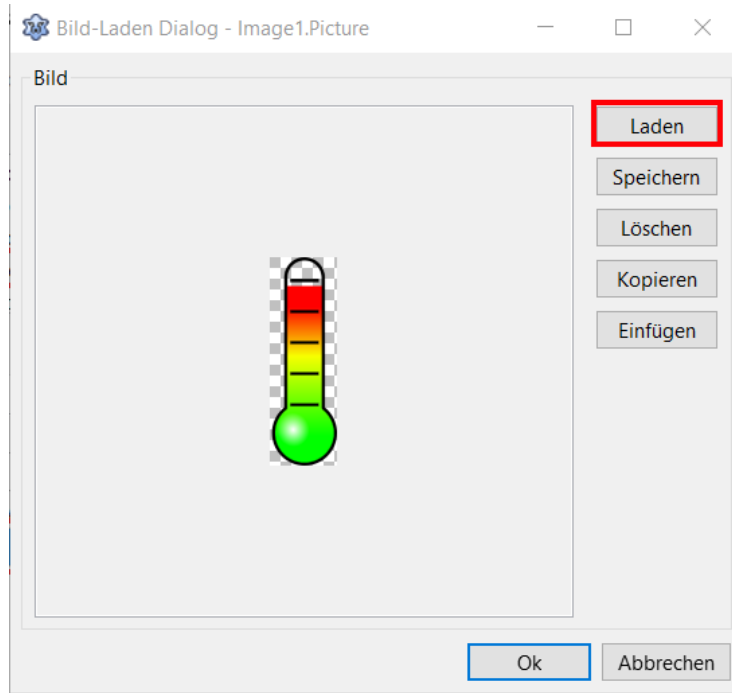 Bild-Laden Dialog - Image1.Picture
Bild
Laden
Speichern
Löschen
Kopieren
Einfügen
Ok
Abbrechen